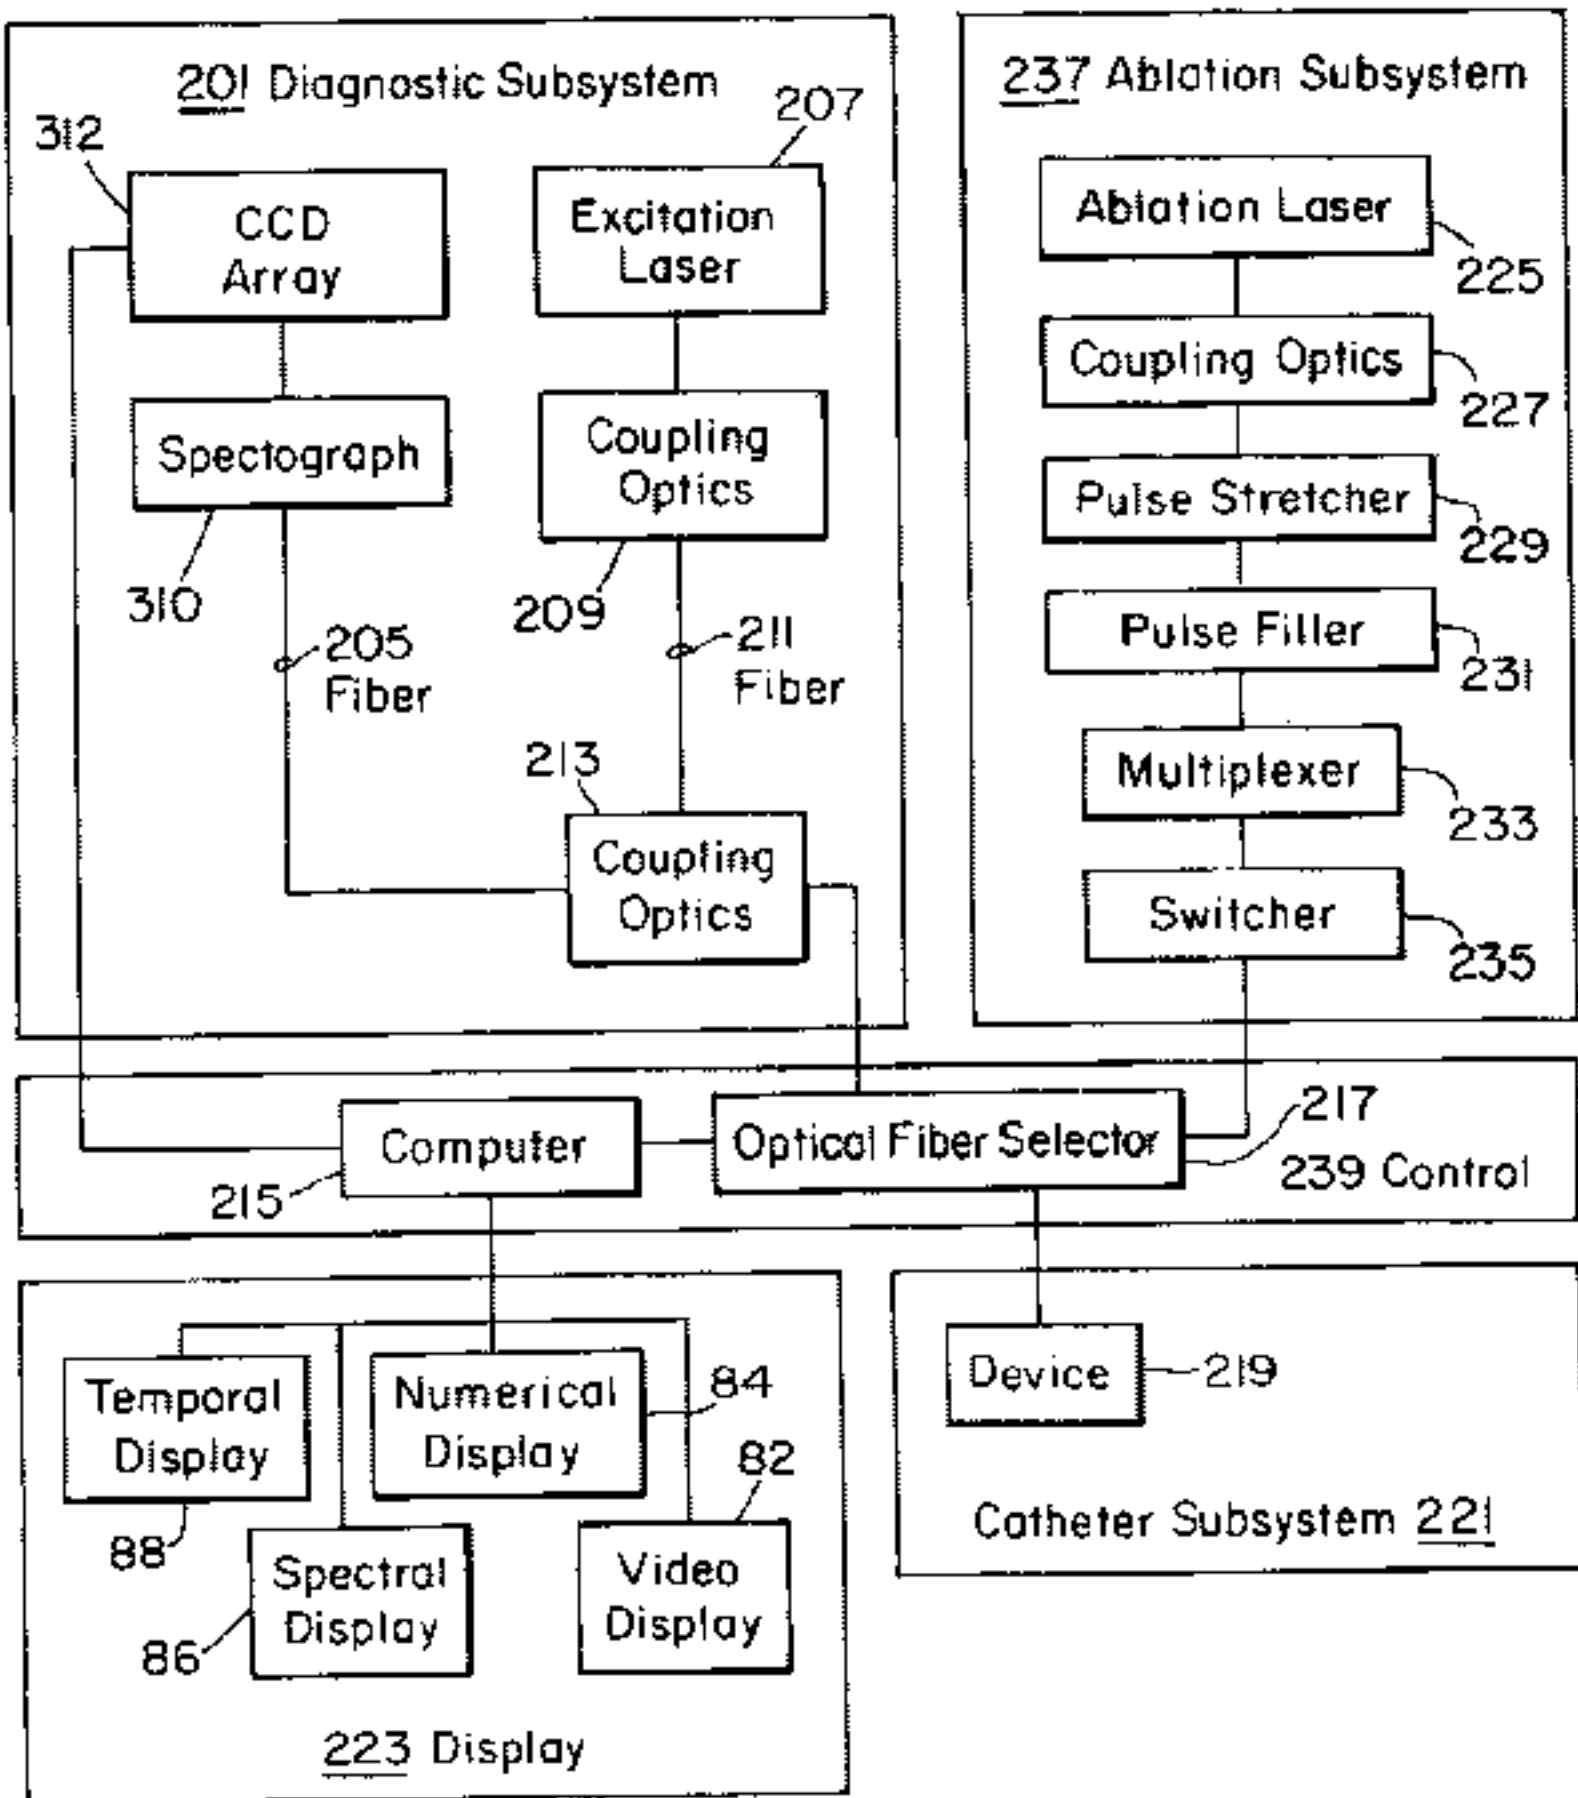 201 Diagnostic Subsystem
312
207
CCD
Array
Excitation
Laser
Spectograph
Coupling
Optics
310
209
205
Fiber
211
Fiber
213
Coupling
Optics
237 Ablation Subsystem
Ablation Laser
225
Coupling Optics
227
Pulse Stretcher
229
Pulse Filler
231
Multiplexer
233
Switcher
235
Computer
215
Optical Fiber Selector
217
239 Control
Temporal
Display
88
Numerical
Display
84
82
Spectral
Display
86
Video
Display
223 Display
Device
219
Catheter Subsystem 221